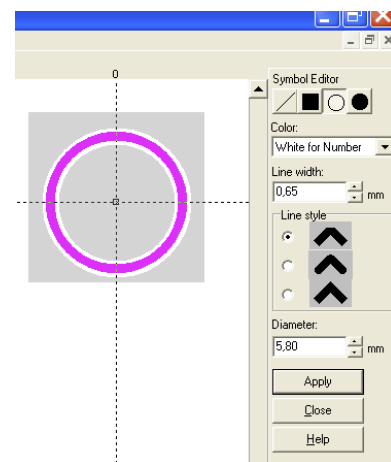 0
Symbol Editor
Color:
White for Number
Line width:
0,65 mm
Line style
Diameter:
5,80 mm
Apply
Close
Help